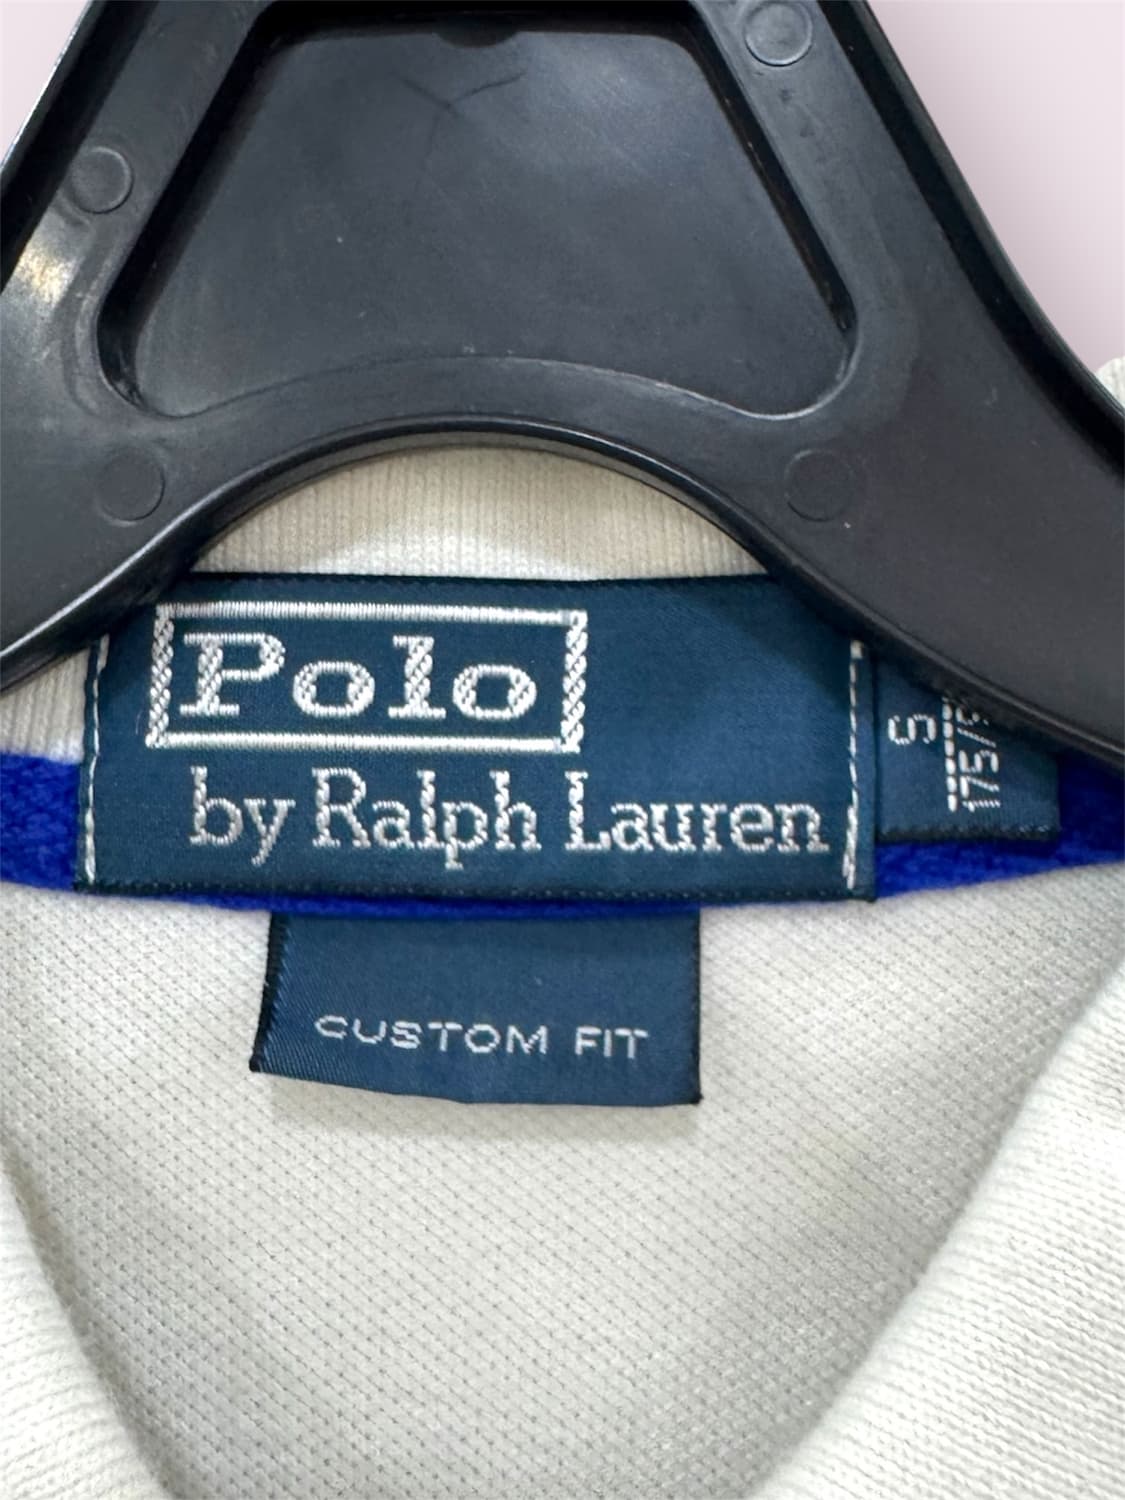 Polo
by Ralph Lauren
S
CUSTOM FIT